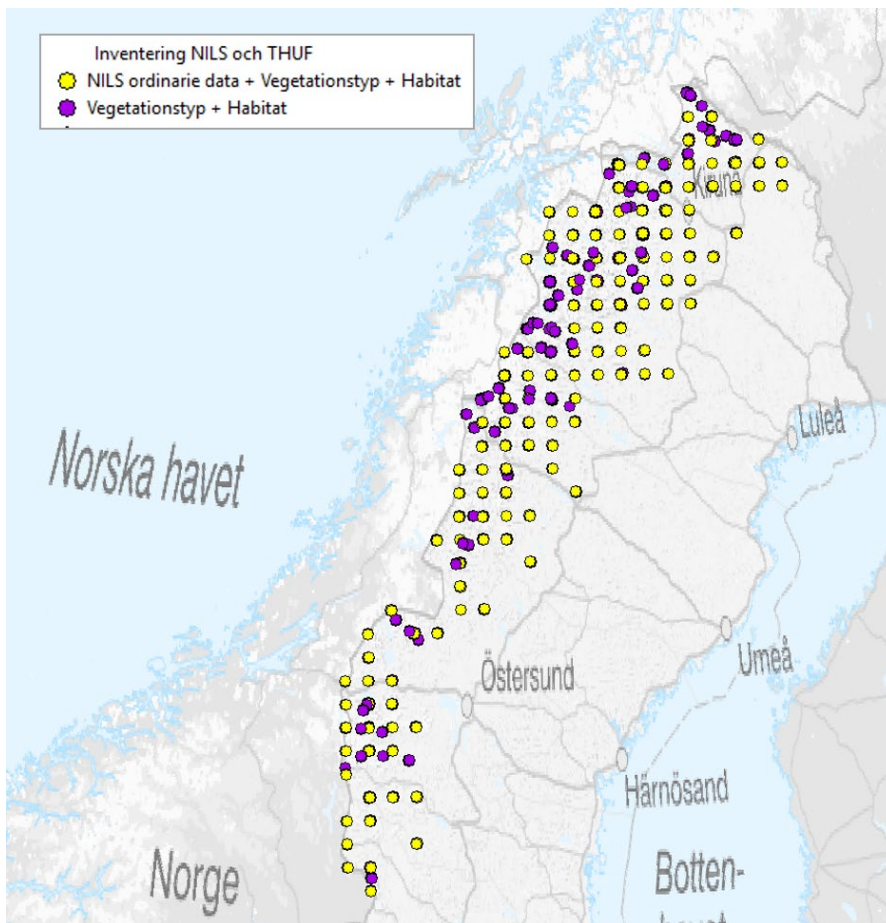 Inventering NILS och THUF
NILS ordinarie data + Vegetationstyp + Habitat
Vegetationstyp + Habitat
Kiruna
Luleå
Norska havet
Umeå
Östersund
Härnösand
Norge
Botten-